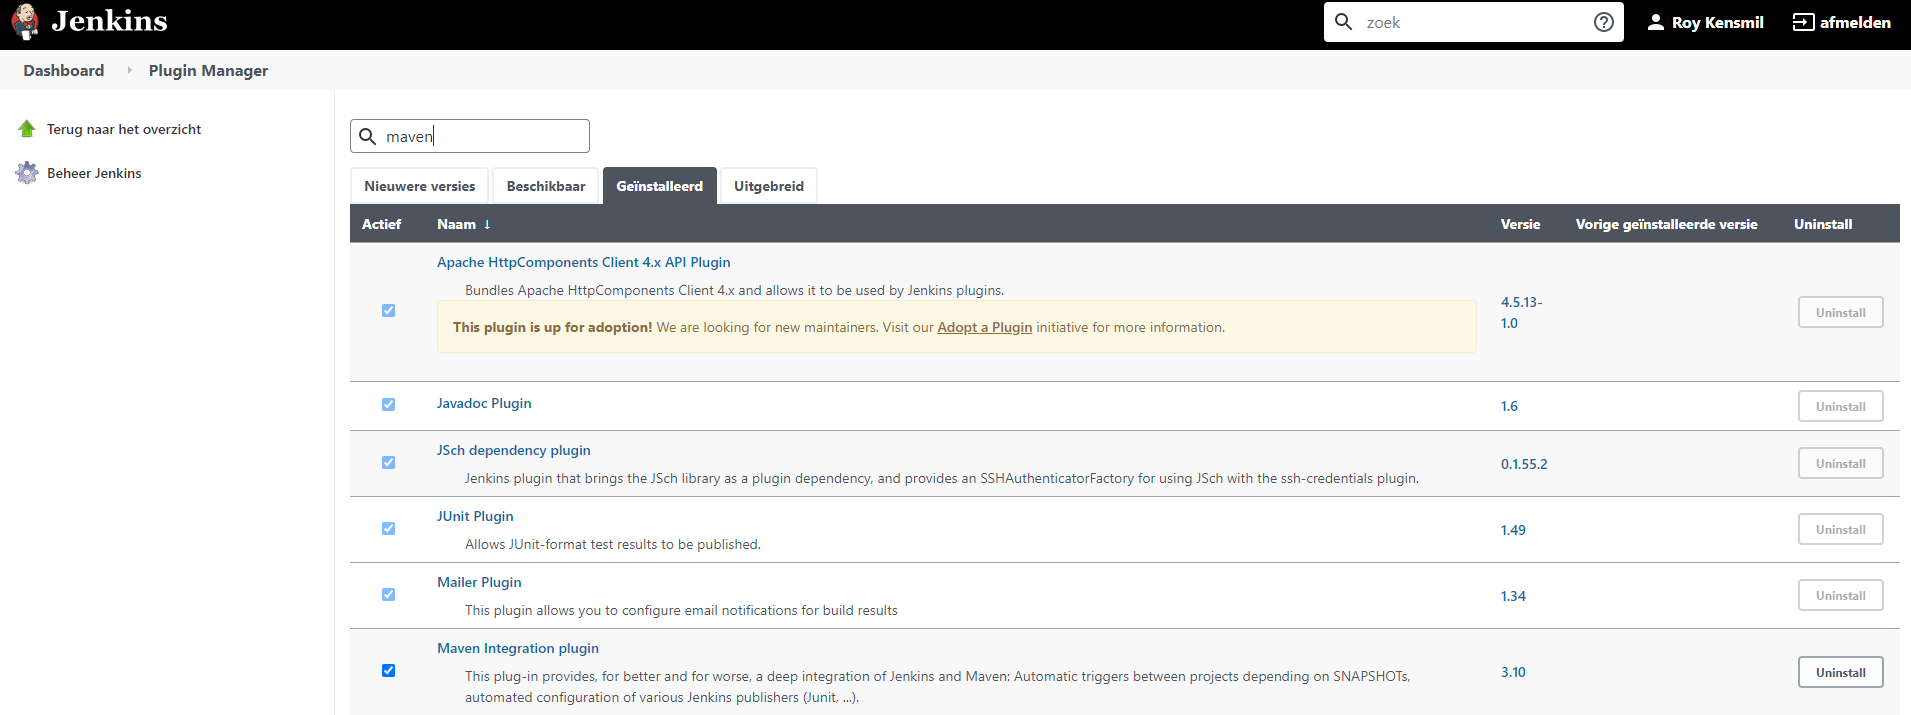 Jenkins
zoek
Roy Kensmil
afmelden
Dashboard
Plugin Manager
Terug naar het overzicht
Beheer Jenkins
maven
Nieuwere versies
Beschikbaar
Geïnstalleerd
Uitgebreid
Actief
Naam ↓
Versie
Vorige geïnstalleerde versie
Uninstall
Apache HttpComponents Client 4.x API Plugin
Bundles Apache HttpComponents Client 4.x and allows it to be used by Jenkins plugins.
This plugin is up for adoption! We are looking for new maintainers. Visit our Adopt a Plugin initiative for more information.
4.5.13-
1.0
Uninstall
Javadoc Plugin
1.6
Uninstall
JSch dependency plugin
Jenkins plugin that brings the JSch library as a plugin dependency, and provides an SSHAuthenticatorFactory for using JSch with the ssh-credentials plugin.
0.1.55.2
Uninstall
JUnit Plugin
Allows JUnit-format test results to be published.
1.49
Uninstall
Mailer Plugin
This plugin allows you to configure email notifications for build results
1.34
Uninstall
Maven Integration plugin
This plug-in provides, for better and for worse, a deep integration of Jenkins and Maven: Automatic triggers between projects depending on SNAPSHOTs,
automated configuration of various Jenkins publishers (Junit, ...).
3.10
Uninstall